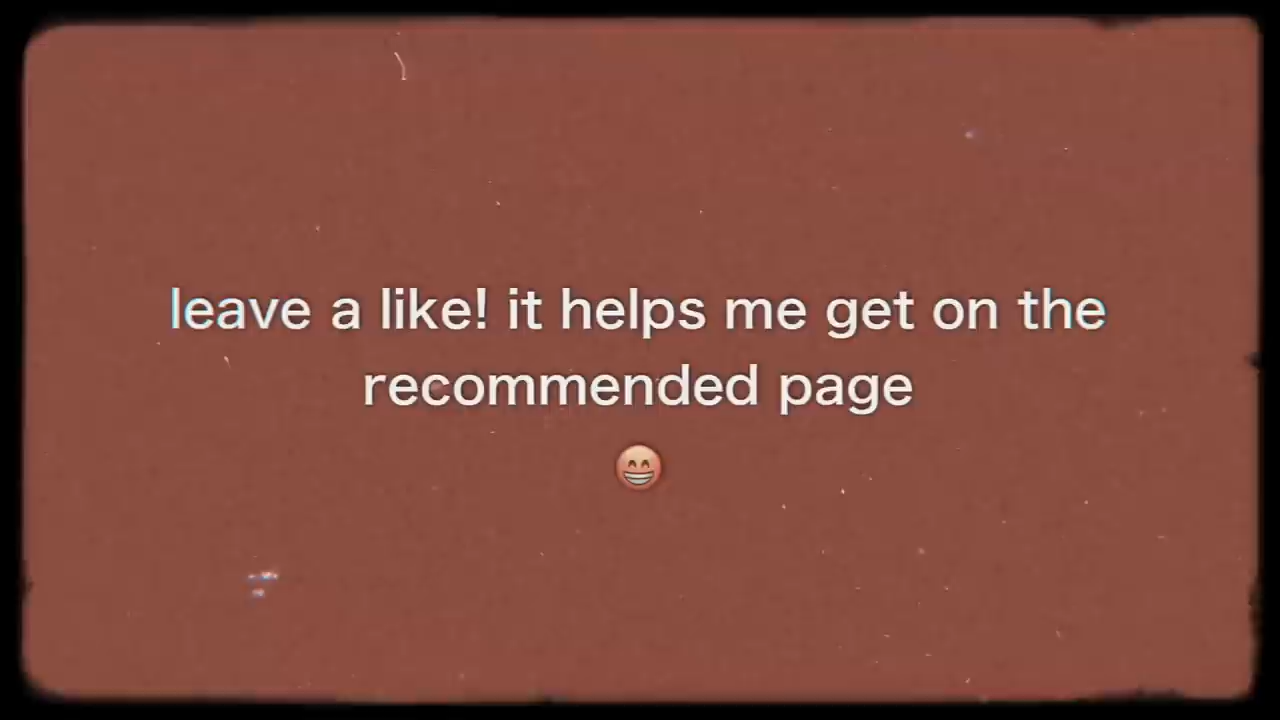 leave a like! it helps me get on the
recommended page
😁